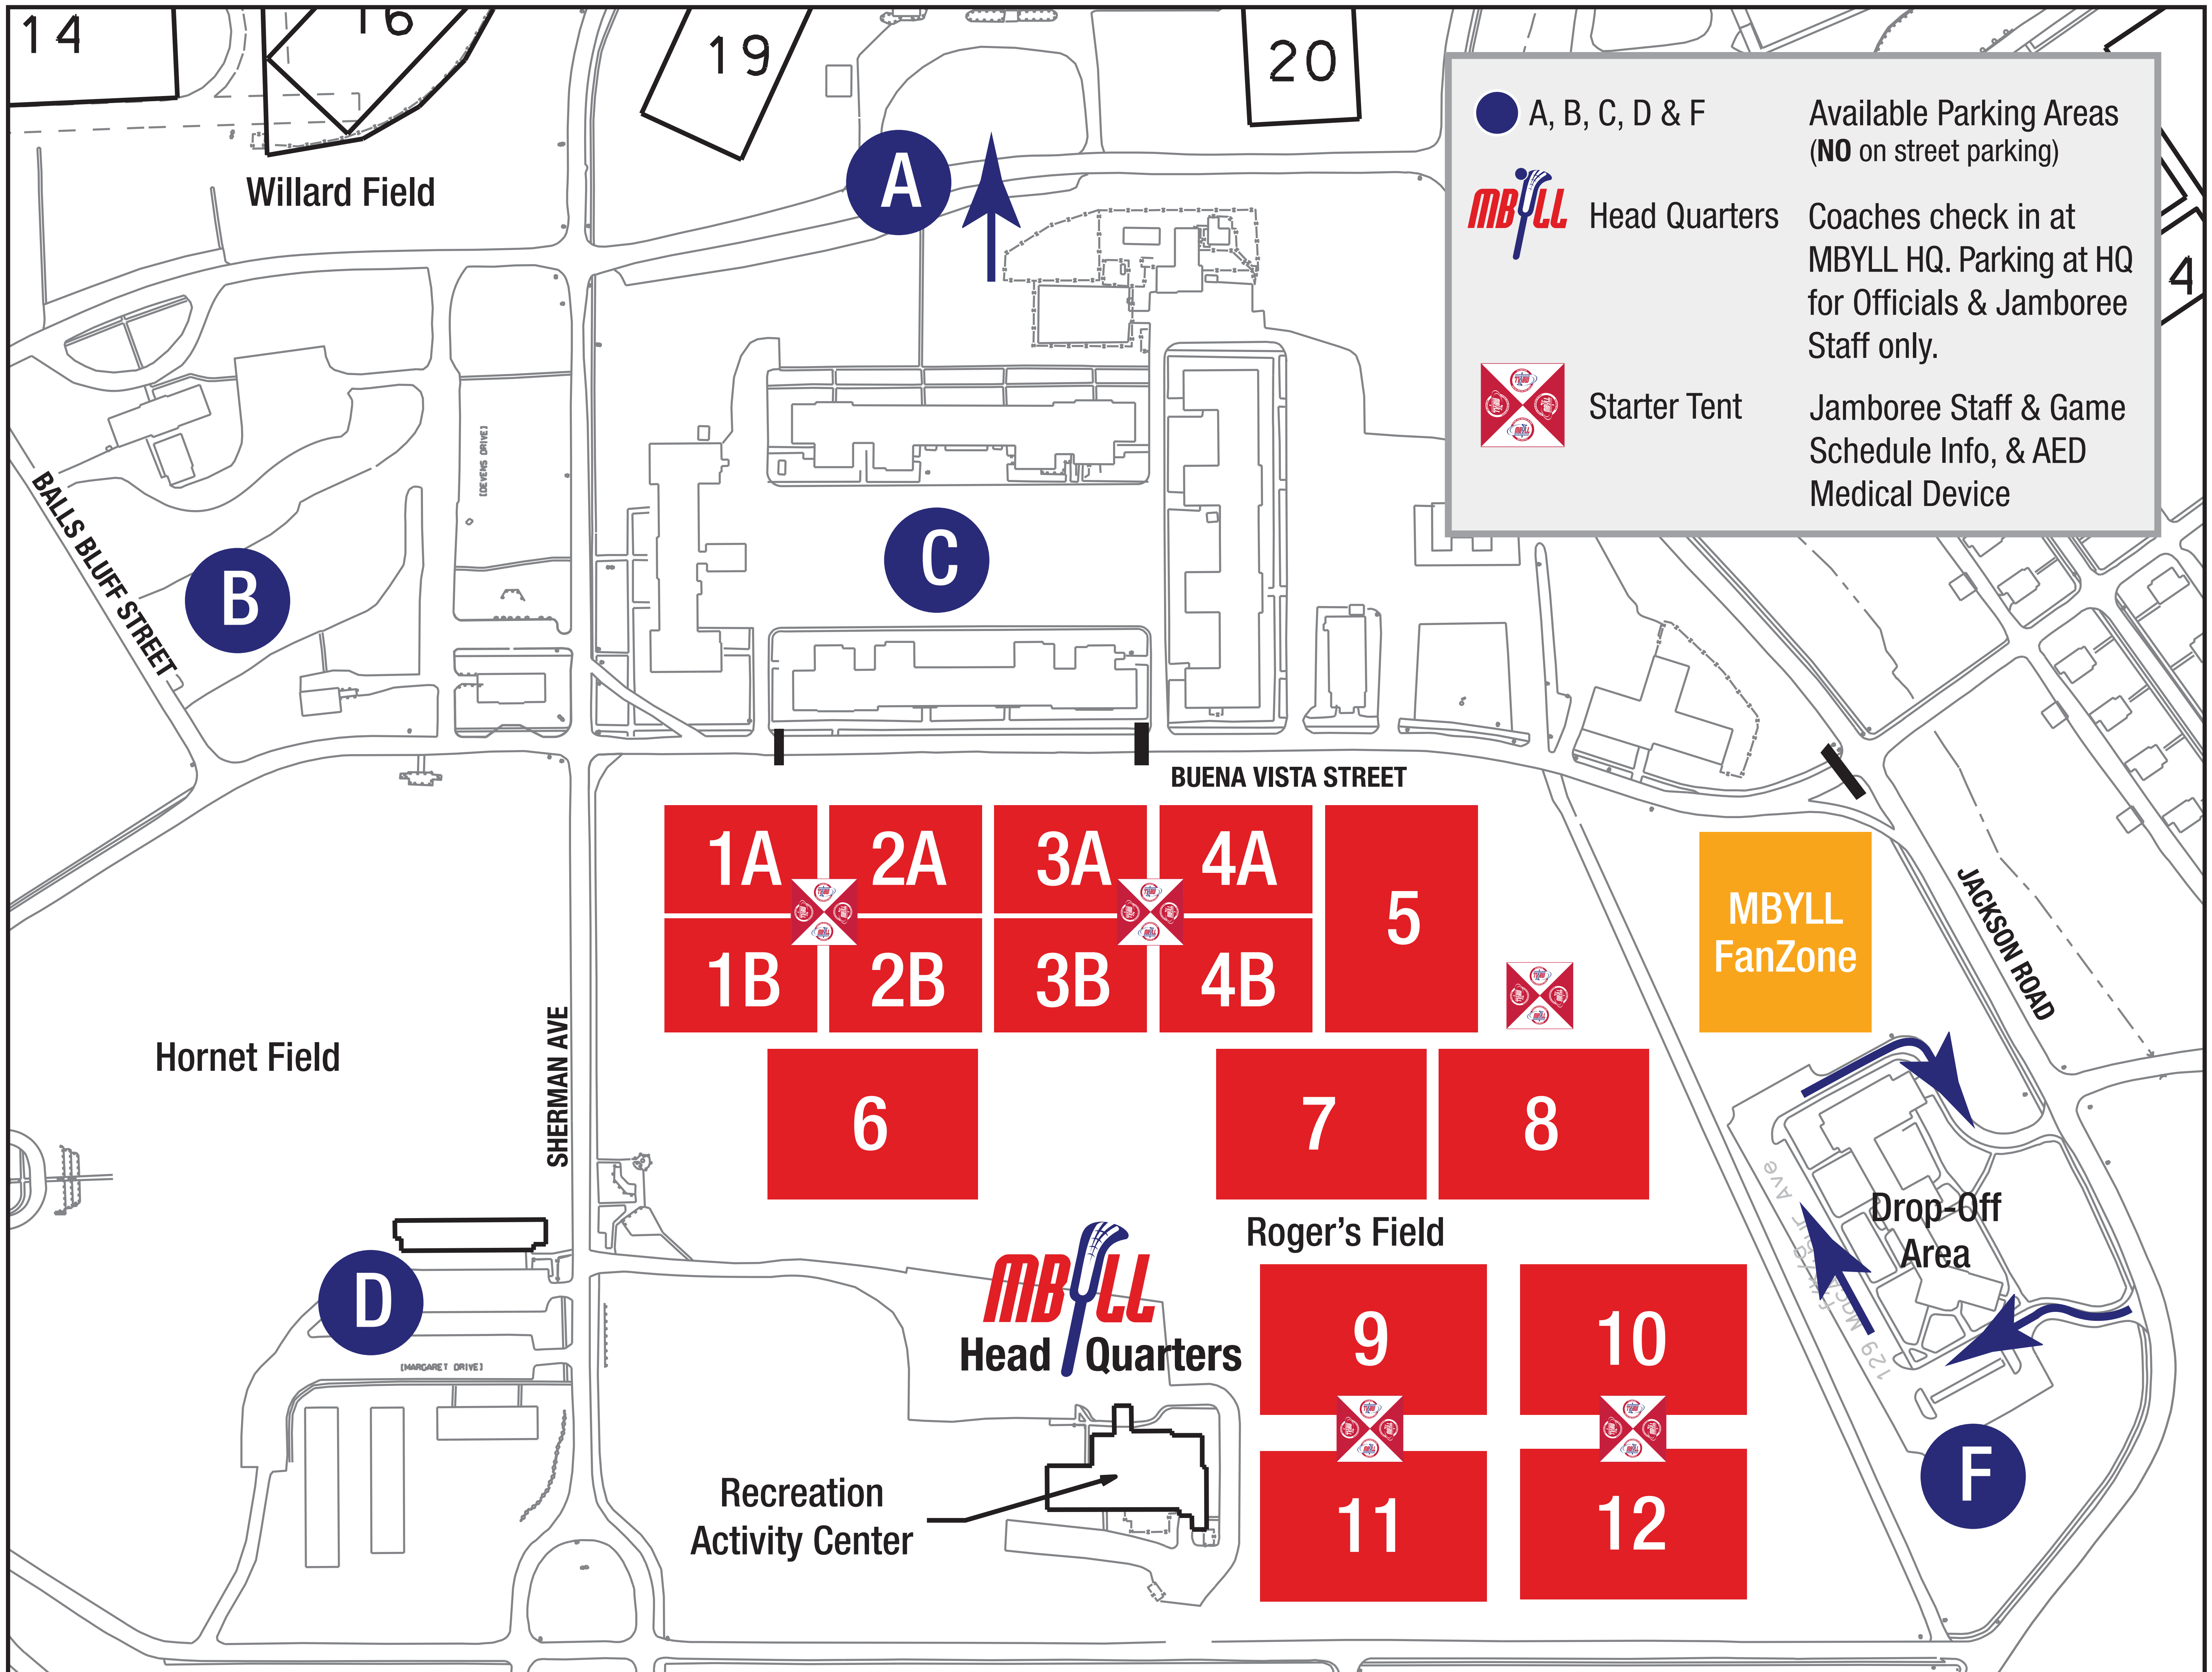 14
16
19
20
4
A, B, C, D & F
Available Parking Areas
(NO on street parking)
MBYLL
Head Quarters
Coaches check in at
MBYLL HQ. Parking at HQ
for Officials & Jamboree
Staff only.
Starter Tent
Jamboree Staff & Game
Schedule Info, & AED
Medical Device
Willard Field
A
[DEVENS DRIVE]
BALLS BLUFF STREET
B
C
BUENA VISTA STREET
1A
2A
3A
4A
5
1B
2B
3B
4B
MBYLL
FanZone
JACKSON ROAD
Hornet Field
SHERMAN AVE
6
7
8
Roger's Field
Drop-Off
Area
MBYLL
Head Quarters
D
[MARGARET DRIVE]
9
10
11
12
F
Recreation
Activity Center